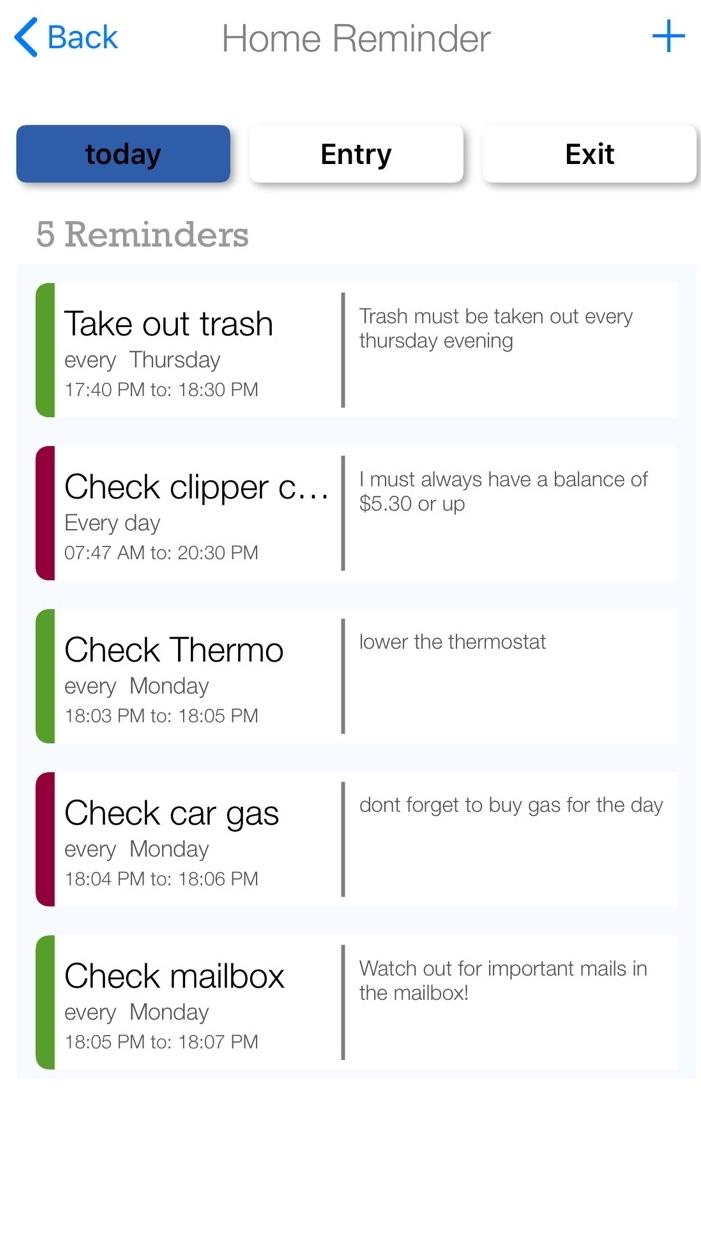 Back
Home Reminder
today
Entry
Exit
5 Reminders
Take out trash
every Thursday
17:40 PM to: 18:30 PM
Trash must be taken out every
thursday evening
Check clipper c...
Every day
07:47 AM to: 20:30 PM
I must always have a balance of
$5.30 or up
Check Thermo
every Monday
18:03 PM to: 18:05 PM
lower the thermostat
Check car gas
every Monday
18:04 PM to: 18:06 PM
dont forget to buy gas for the day
Check mailbox
every Monday
18:05 PM to: 18:07 PM
Watch out for important mails in
the mailbox!